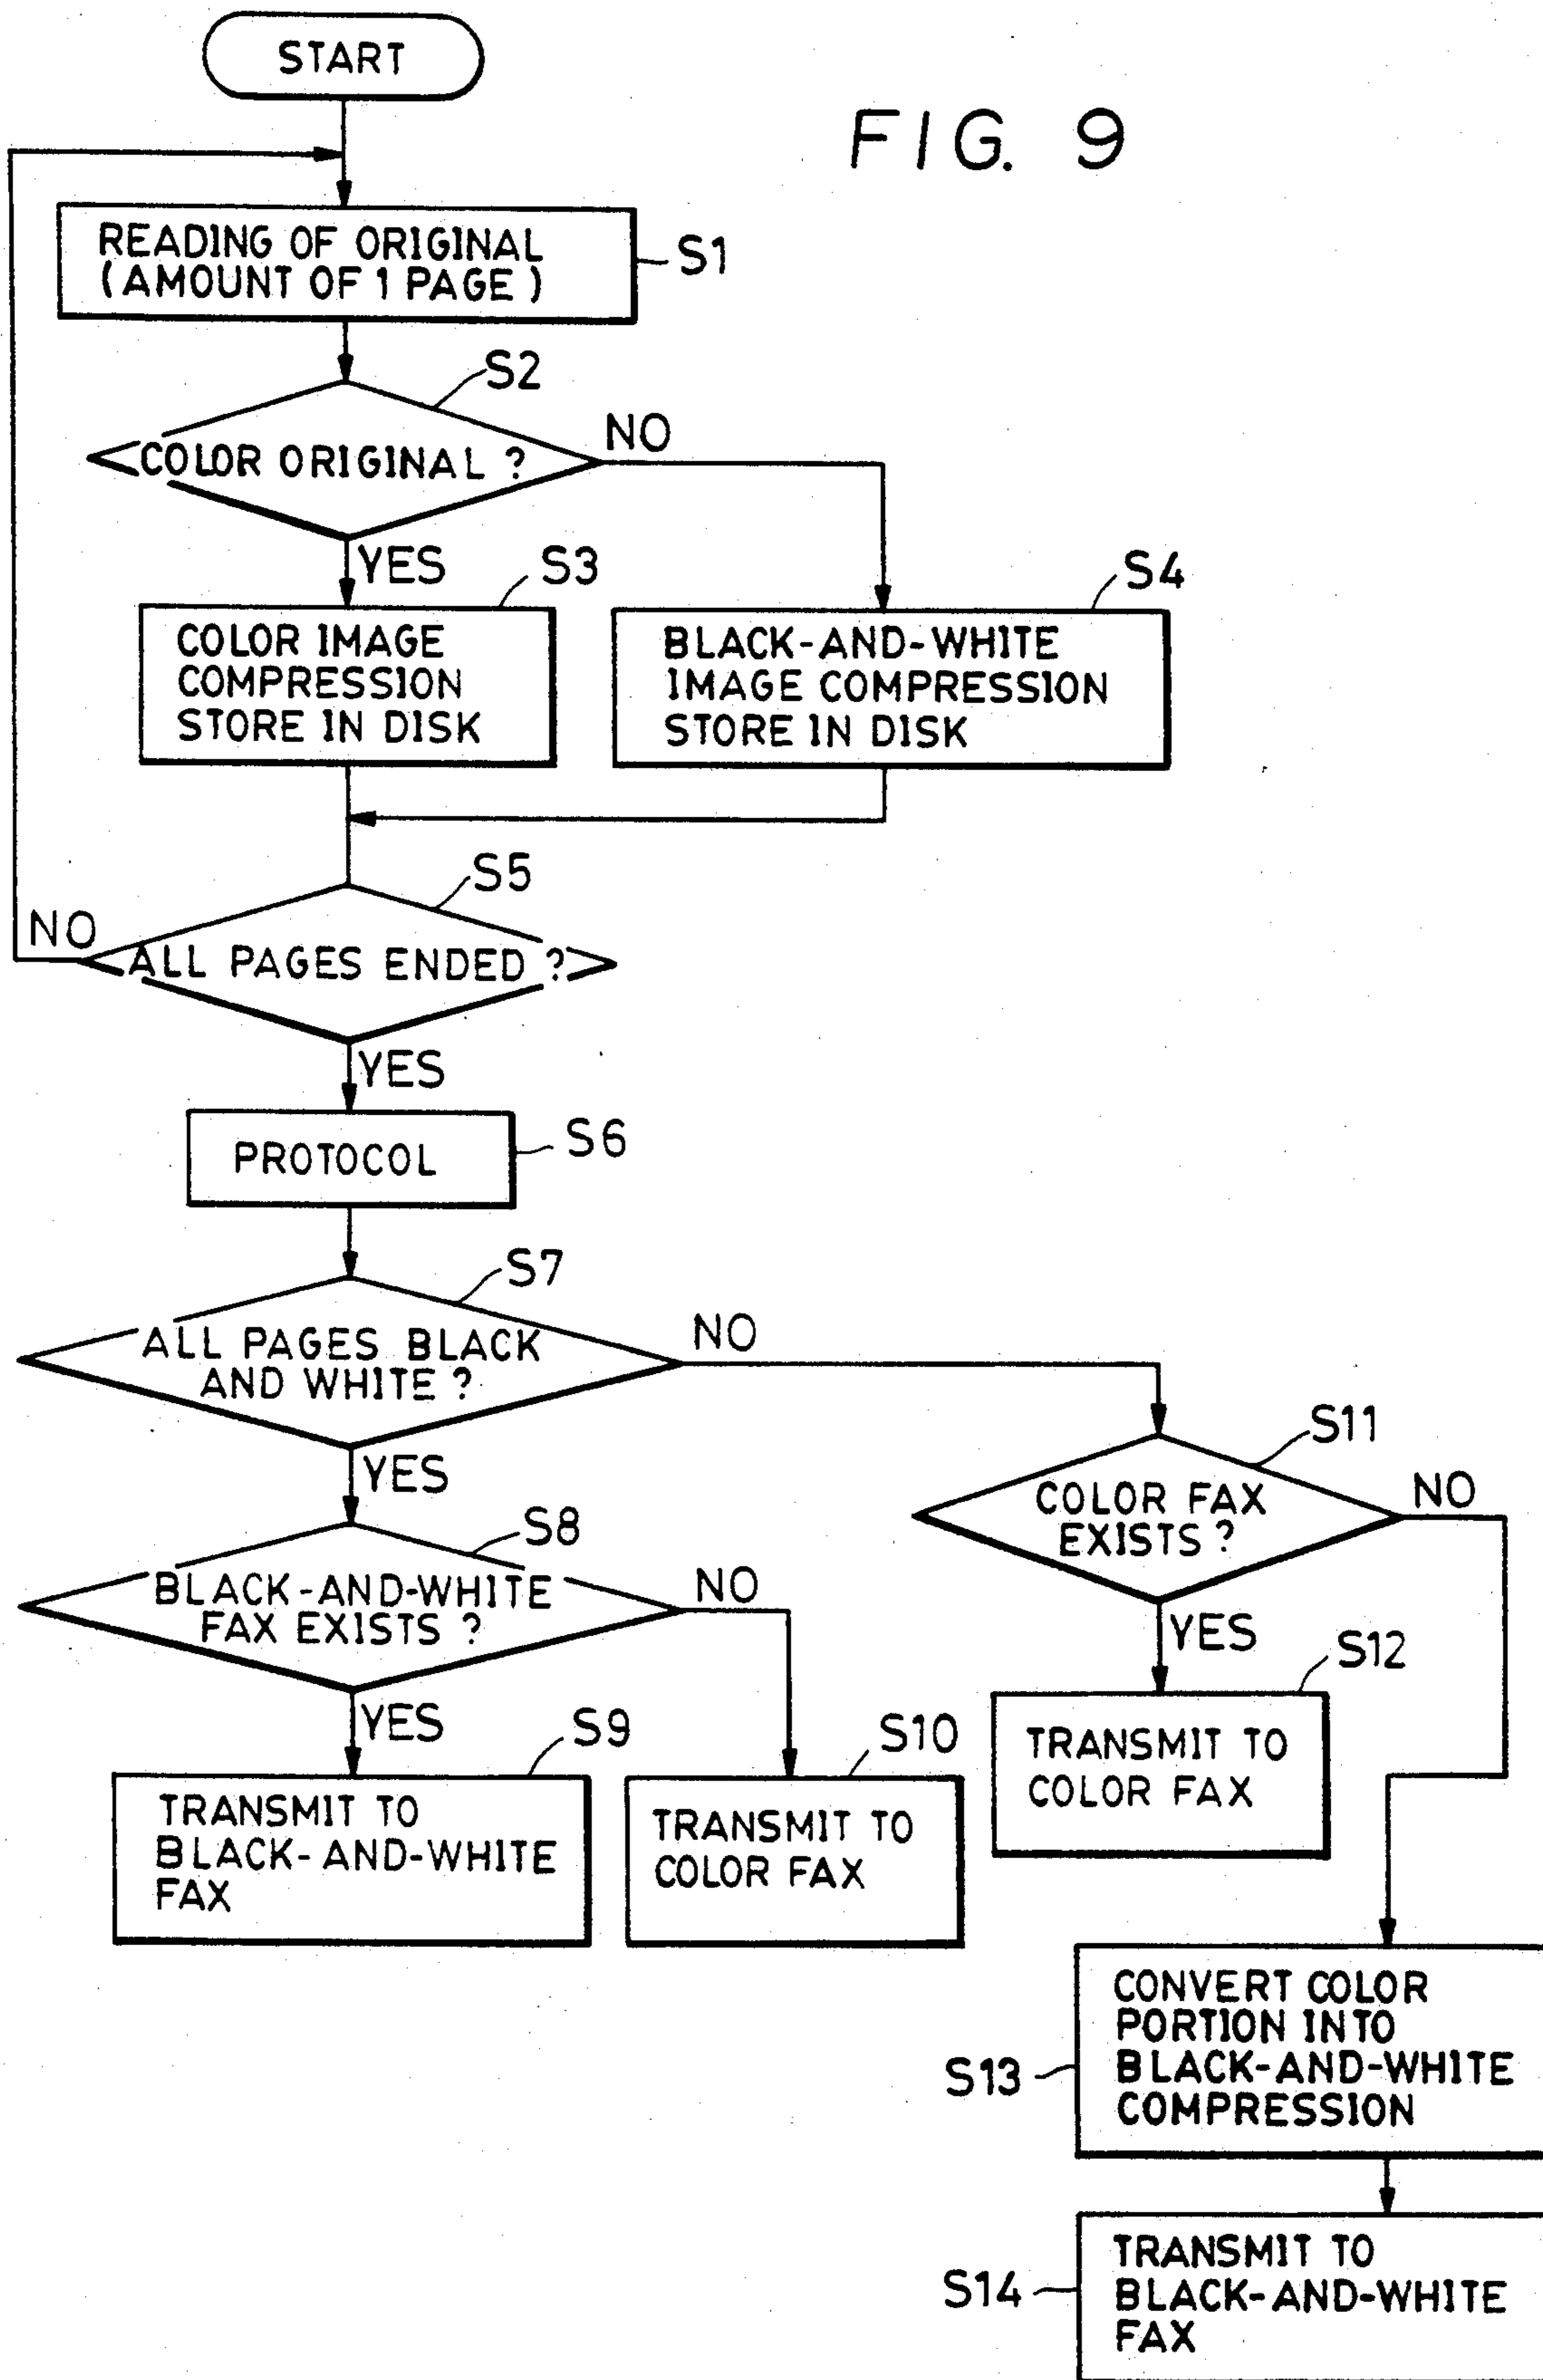 START
FIG. 9
READING OF ORIGINAL
(AMOUNT OF 1 PAGE)
S1
S2
COLOR ORIGINAL ?
NO
YES
S3
S4
COLOR IMAGE
COMPRESSION
STORE IN DISK
BLACK-AND-WHITE
IMAGE COMPRESSION
STORE IN DISK
S5
NO
ALL PAGES ENDED ?
YES
PROTOCOL
S6
S7
ALL PAGES BLACK
AND WHITE ?
NO
YES
S11
COLOR FAX
EXISTS ?
NO
S8
BLACK-AND-WHITE
FAX EXISTS ?
NO
YES
YES
S12
TRANSMIT TO
COLOR FAX
S9
TRANSMIT TO
BLACK-AND-WHITE
FAX
S10
TRANSMIT TO
COLOR FAX
CONVERT COLOR
PORTION INTO
BLACK-AND-WHITE
COMPRESSION
S13
TRANSMIT TO
BLACK-AND-WHITE
FAX
S14